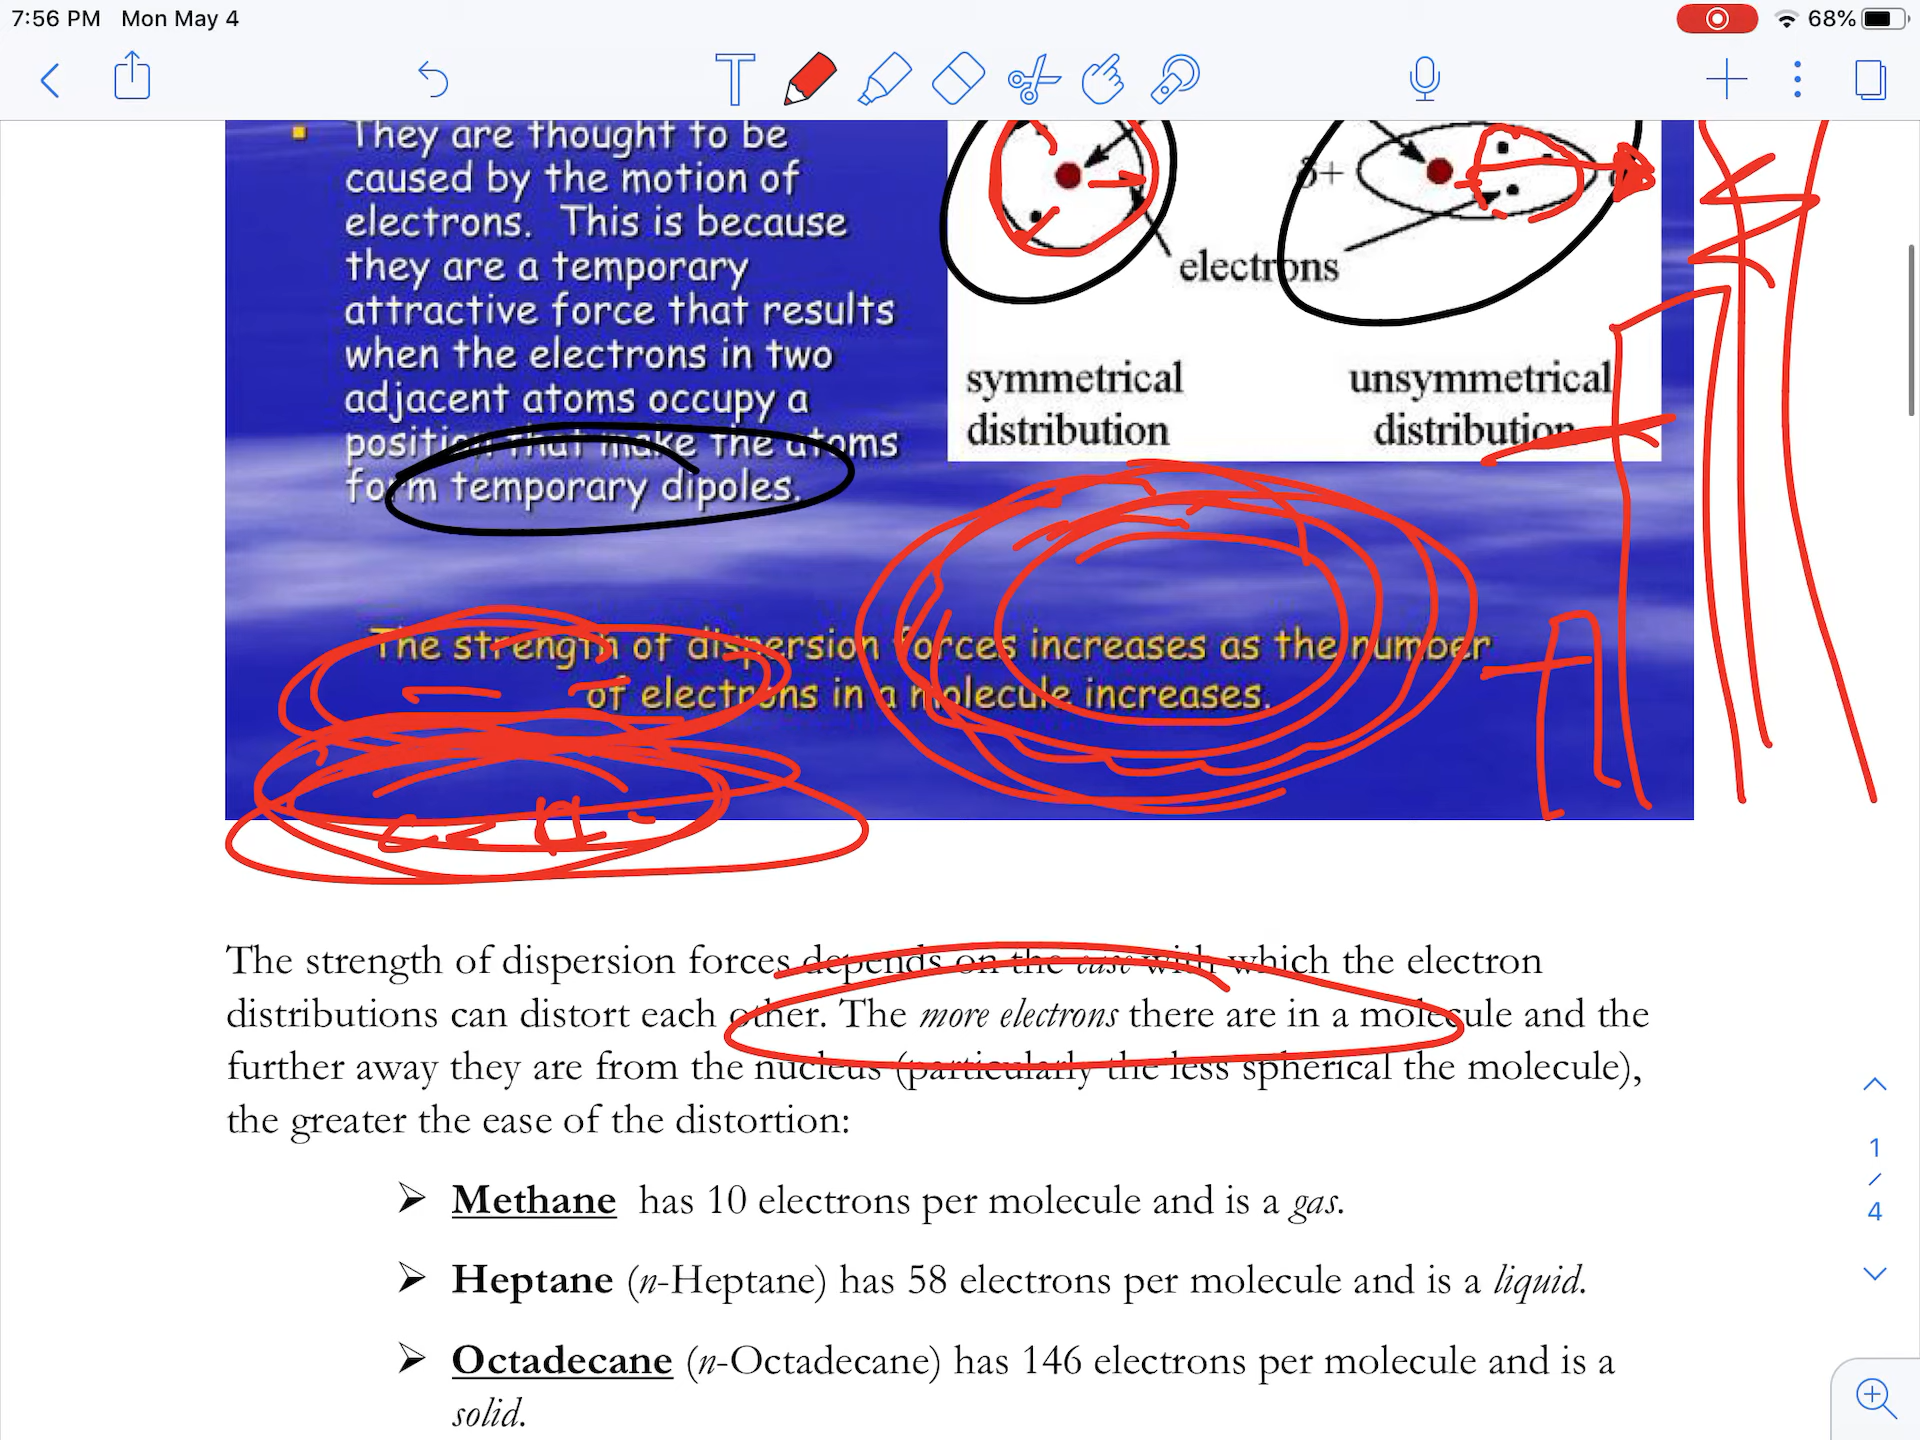 7:56 PM Mon May 4
68%
They are thought to be
caused by the motion of
electrons. This is because
they are a temporary
attractive force that results
when the electrons in two
adjacent atoms occupy a
position that make the atoms
form temporary dipoles.
δ+
electrons
symmetrical
distribution
unsymmetrical
distribution
The strength of dispersion forces increases as the number
of electrons in a molecule increases.
The strength of dispersion forces depends on the ease with which the electron
distributions can distort each other. The more electrons there are in a molecule and the
further away they are from the nucleus (particularly the less spherical the molecule),
the greater the ease of the distortion:
➢ Methane has 10 electrons per molecule and is a gas.
➢ Heptane (n-Heptane) has 58 electrons per molecule and is a liquid.
➢ Octadecane (n-Octadecane) has 146 electrons per molecule and is a
solid.
1
/
4